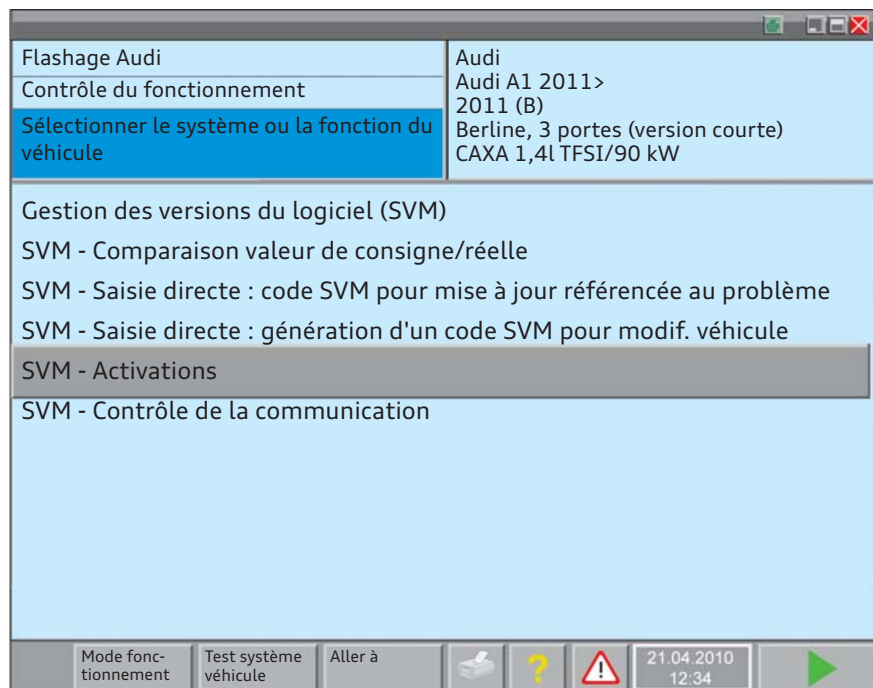 Flashage Audi
Contrôle du fonctionnement
Sélectionner le système ou la fonction du
véhicule
Audi
Audi A1 2011>
2011 (B)
Berline, 3 portes (version courte)
CAXA 1,4l TFSI/90 kW
Gestion des versions du logiciel (SVM)
SVM - Comparaison valeur de consigne/réelle
SVM - Saisie directe : code SVM pour mise à jour référencée au problème
SVM - Saisie directe : génération d'un code SVM pour modif. véhicule
SVM - Activations
SVM - Contrôle de la communication
Mode fonc-
tionnement
Test système
véhicule
Aller à
?
!
21.04.2010
12:34